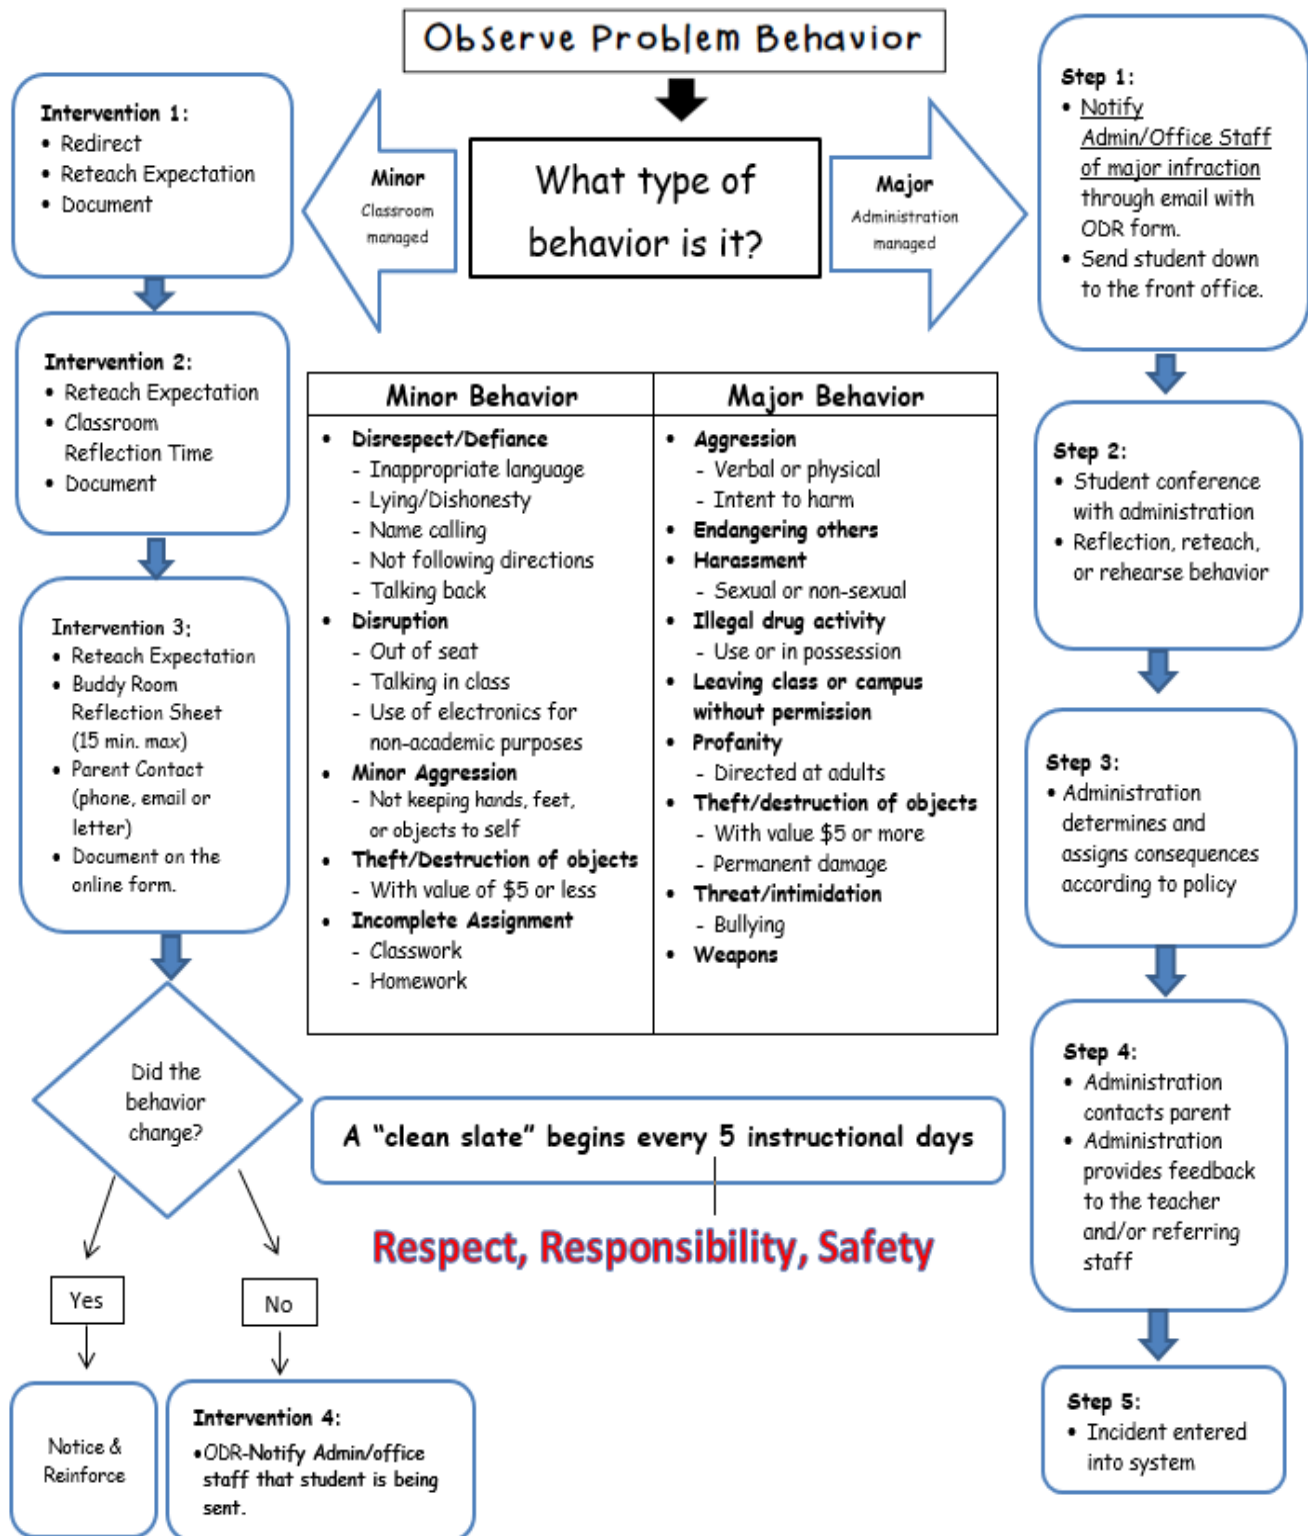 Observe Problem Behavior
What type of
behavior is it?
Minor
Classroom
managed
Major
Administration
managed
Intervention 1:
• Redirect
• Reteach Expectation
• Document
Intervention 2:
• Reteach Expectation
• Classroom
Reflection Time
• Document
Intervention 3:
• Reteach Expectation
• Buddy Room
Reflection Sheet
(15 min. max)
• Parent Contact
(phone, email or
letter)
• Document on the
online form.
Did the
behavior
change?
Yes
No
Notice &
Reinforce
Intervention 4:
•ODR-Notify Admin/office
staff that student is being
sent.
Minor Behavior
• Disrespect/Defiance
- Inappropriate language
- Lying/Dishonesty
- Name calling
- Not following directions
- Talking back
• Disruption
- Out of seat
- Talking in class
- Use of electronics for
non-academic purposes
• Minor Aggression
- Not keeping hands, feet,
or objects to self
• Theft/Destruction of objects
- With value of $5 or less
• Incomplete Assignment
- Classwork
- Homework
Major Behavior
• Aggression
- Verbal or physical
- Intent to harm
• Endangering others
• Harassment
- Sexual or non-sexual
• Illegal drug activity
- Use or in possession
• Leaving class or campus
without permission
• Profanity
- Directed at adults
• Theft/destruction of objects
- With value $5 or more
- Permanent damage
• Threat/intimidation
- Bullying
• Weapons
A “clean slate” begins every 5 instructional days
Respect, Responsibility, Safety
Step 1:
• Notify
Admin/Office Staff
of major infraction
through email with
ODR form.
• Send student down
to the front office.
Step 2:
• Student conference
with administration
• Reflection, reteach,
or rehearse behavior
Step 3:
• Administration
determines and
assigns consequences
according to policy
Step 4:
• Administration
contacts parent
• Administration
provides feedback
to the teacher
and/or referring
staff
Step 5:
• Incident entered
into system